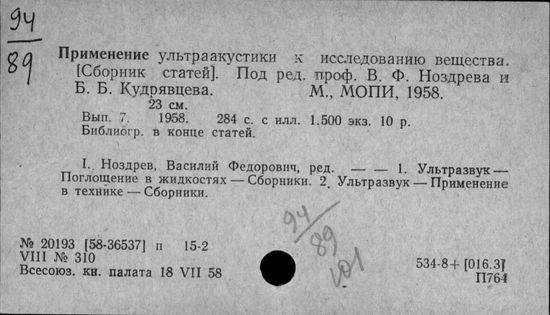 94/89
Применение ультраакустики к исследованию вещества.
[Сборник статей]. Под ред. проф. В. Ф. Ноздрева и
Б. Б. Кудрявцева. М., МОПИ, 1958.
23 см.
Вып. 7. 1958. 284 с. с илл. 1.500 экз. 10 р.
Библиогр. в конце статей.
I. Ноздрев, Василий Федорович, ред. — — 1. Ультразвук —
Поглощение в жидкостях — Сборники. 2. Ультразвук — Применение
в технике — Сборники.
94/89
№ 20193 [58-36537] п 15-2
VIII № 310
Всесоюз. кн. палата 18 VII 58
534-8+[016.3]
П764